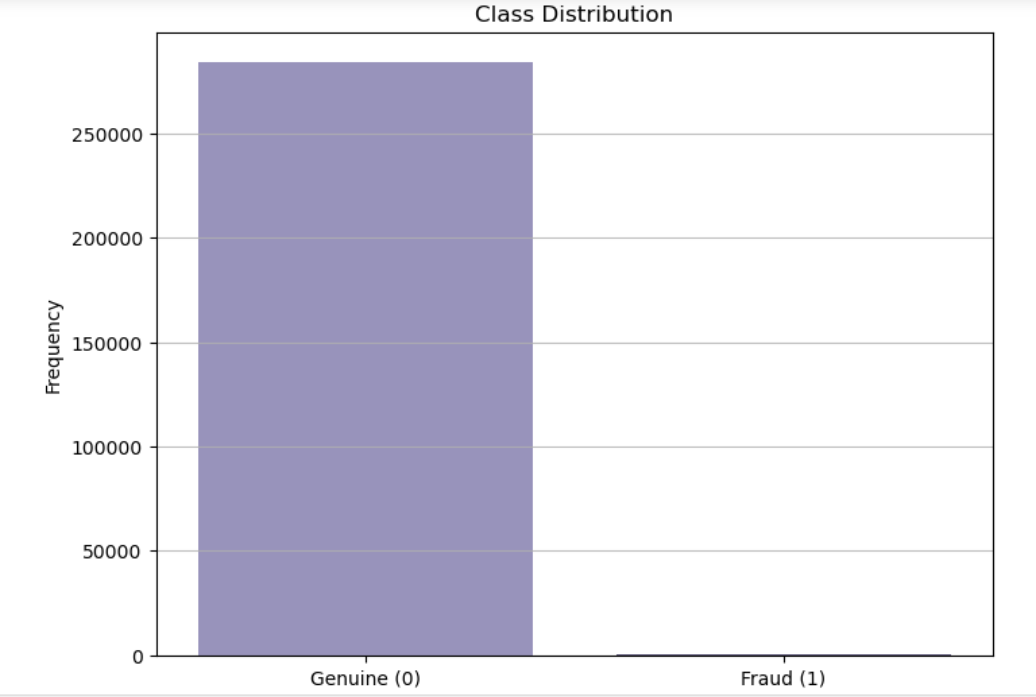 Class Distribution
Frequency
250000
200000
150000
100000
50000
0
Genuine (0)
Fraud (1)